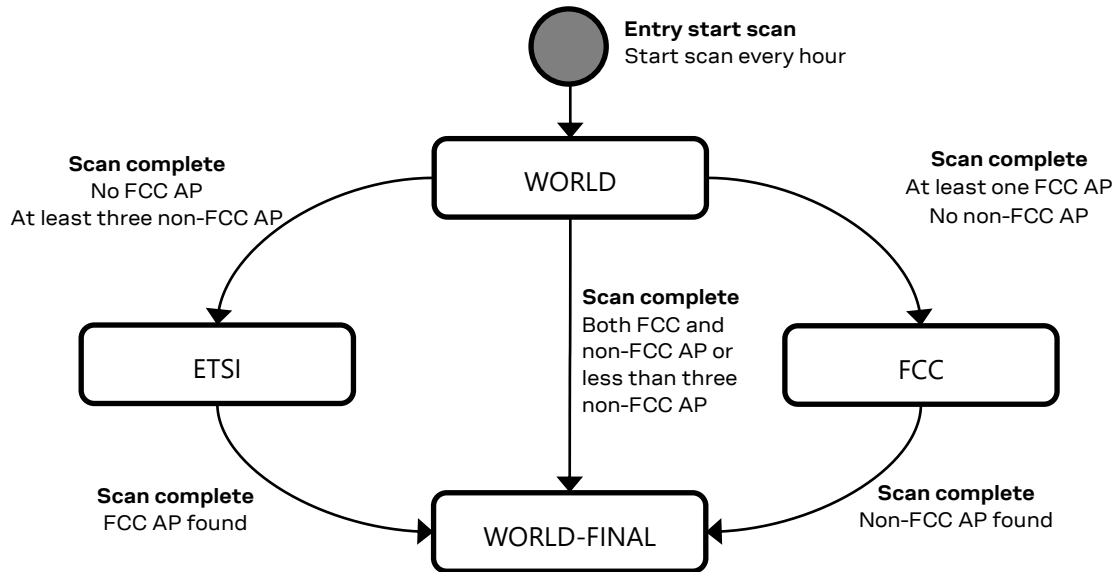 Entry start scan
Start scan every hour
WORLD
Scan complete
No FCC AP
At least three non-FCC AP
Scan complete
At least one FCC AP
No non-FCC AP
Scan complete
Both FCC and
non-FCC AP or
less than three
non-FCC AP
ETSI
FCC
Scan complete
FCC AP found
Scan complete
Non-FCC AP found
WORLD-FINAL